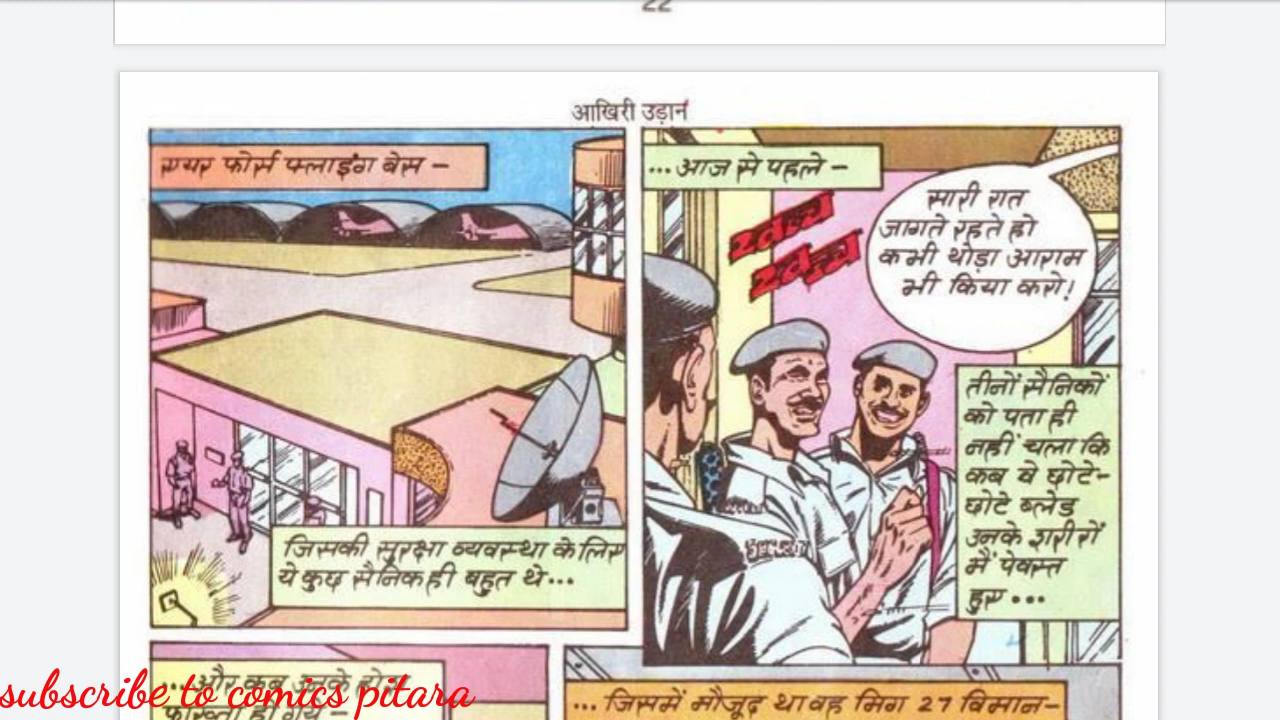 22
आखिरी उड़ान
एयर फोर्स फ्लाइंग बेस -
जिसकी सुरक्षा व्यवस्था के लिए
ये कुछ सैनिक ही बहुत थे...
...आज से पहले -
सारी रात
जागते रहते हो
कभी थोड़ा आराम
भी किया करो!
खच्च
खच्च
तीनों सैनिकों
को पता ही
नहीं चला कि
कब वे छोटे-
छोटे ब्लेड
उनके शरीरों
में पेवस्त
हुए...
...और कब उनके होश
फाख्ता हो गये -
...जिसमें मौजूद था वह मिग 27 विमान-
subscribe to comics pitara